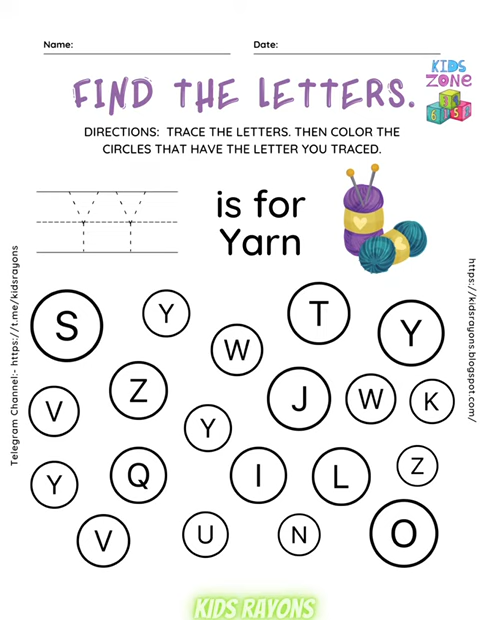 Name:
Date:
KIDS
ZONE
FIND THE LETTERS.
DIRECTIONS: TRACE THE LETTERS. THEN COLOR THE
CIRCLES THAT HAVE THE LETTER YOU TRACED.
Y Y
is for
Yarn
Telegram Channel:- https://t.me/kidsrayons
https://kidsrayons.blogspot.com/
S
Y
T
Y
W
Z
J
W
K
V
Y
Y
Q
I
L
Z
V
U
N
O
KIDS RAYONS